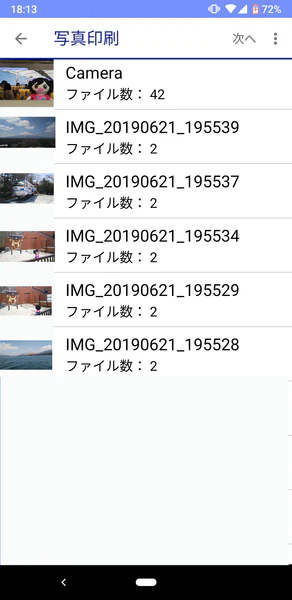 18:13
72%
写真印刷
次へ
Camera
ファイル数： 42
IMG_20190621_195539
ファイル数： 2
IMG_20190621_195537
ファイル数： 2
IMG_20190621_195534
ファイル数： 2
IMG_20190621_195529
ファイル数： 2
IMG_20190621_195528
ファイル数： 2